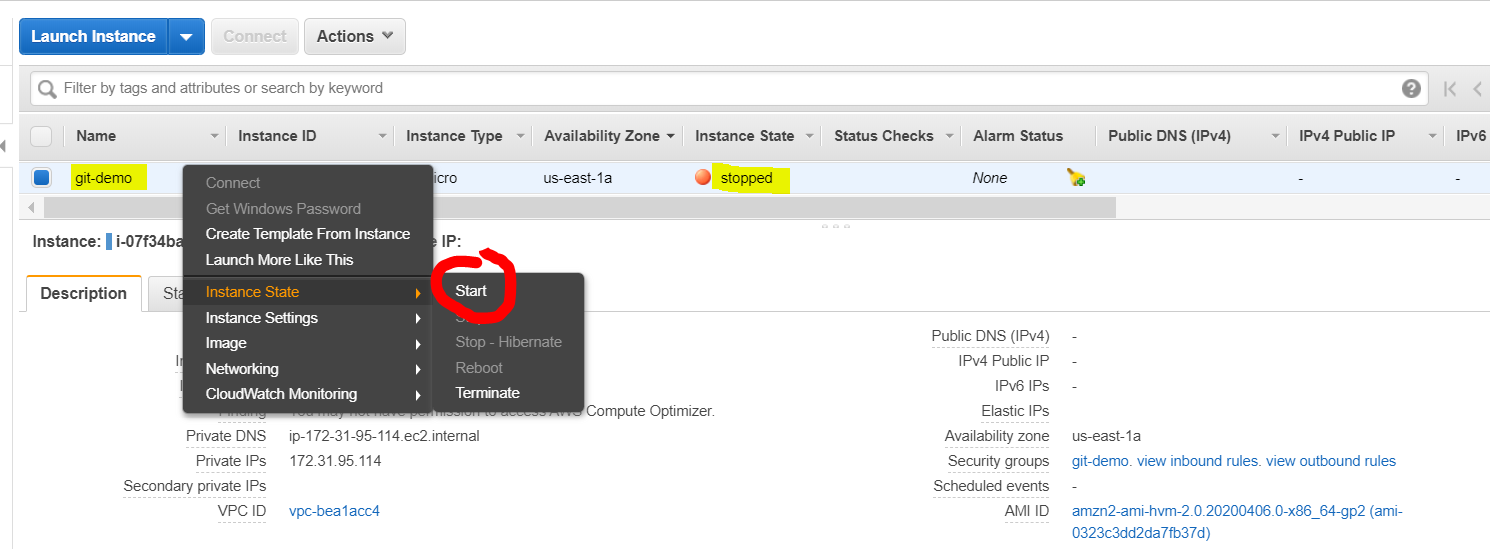 Launch Instance Connect Actions
Filter by tags and attributes or search by keyword
Name Instance ID Instance Type Availability Zone Instance State Status Checks Alarm Status Public DNS (IPv4) IPv4 Public IP IPv6
git-demo icro us-east-1a stopped None - -
Connect
Get Windows Password
Create Template From Instance
Launch More Like This
Instance State
Instance Settings
Image
Networking
CloudWatch Monitoring
Start
Stop - Hibernate
Reboot
Terminate
Instance: i-07f34ba IP:
Description Sta
Finding You may not have permission to access AWS Compute Optimizer.
Private DNS ip-172-31-95-114.ec2.internal
Private IPs 172.31.95.114
Secondary private IPs
VPC ID vpc-bea1acc4
Public DNS (IPv4) -
IPv4 Public IP -
IPv6 IPs -
Elastic IPs
Availability zone us-east-1a
Security groups git-demo. view inbound rules. view outbound rules
Scheduled events -
AMI ID amzn2-ami-hvm-2.0.20200406.0-x86_64-gp2 (ami-
0323c3dd2da7fb37d)